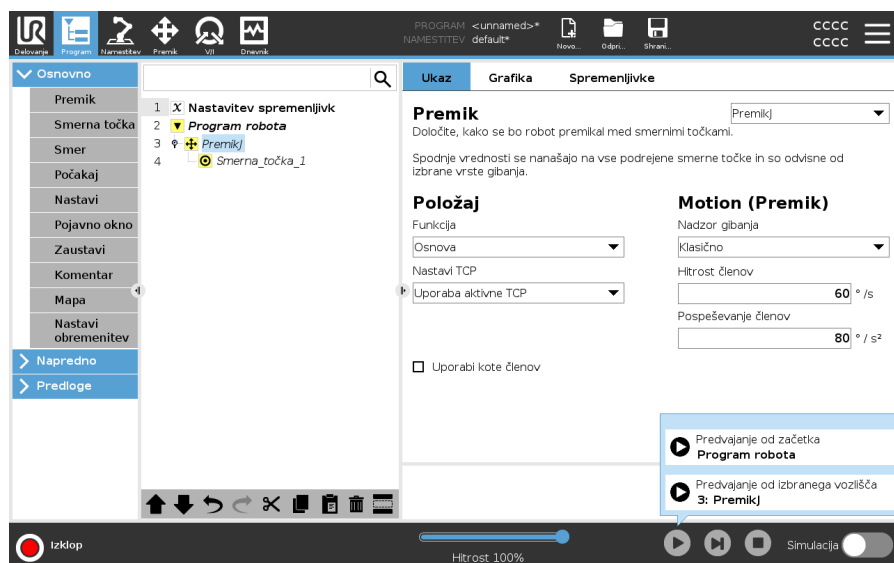 PROGRAM <unnamed>*
NAMESTITEV default*
CCCC
CCCC
Delovanje Program Namestitev Premik V/I Dnevnik Novo... Odpri... Shrani...
Osnovno
Premik
Smerna točka
Smer
Počakaj
Nastavi
Pojavno okno
Zaustavi
Komentar
Mapa
Nastavi
obremenitev
Napredno
Predloge
1 X Nastavitev spremenljivk
2 Program robota
3 PremikJ
4 Smerna_točka_1
Ukaz Grafika Spremenljivke
Premik
PremikJ
Določite, kako se bo robot premikal med smernimi točkami.
Spodnje vrednosti se nanašajo na vse podrejene smerne točke in so odvisne od
izbrane vrste gibanja.
Položaj
Funkcija
Osnova
Nastavi TCP
Uporaba aktivne TCP
Uporabi kote členov
Motion (Premik)
Nadzor gibanja
Klasično
Hitrost členov
60 ° /s
Pospeševanje členov
80 ° / s²
Predvajanje od začetka
Program robota
Predvajanje od izbranega vozlišča
3: PremikJ
Izklop
Hitrost 100%
Simulacija